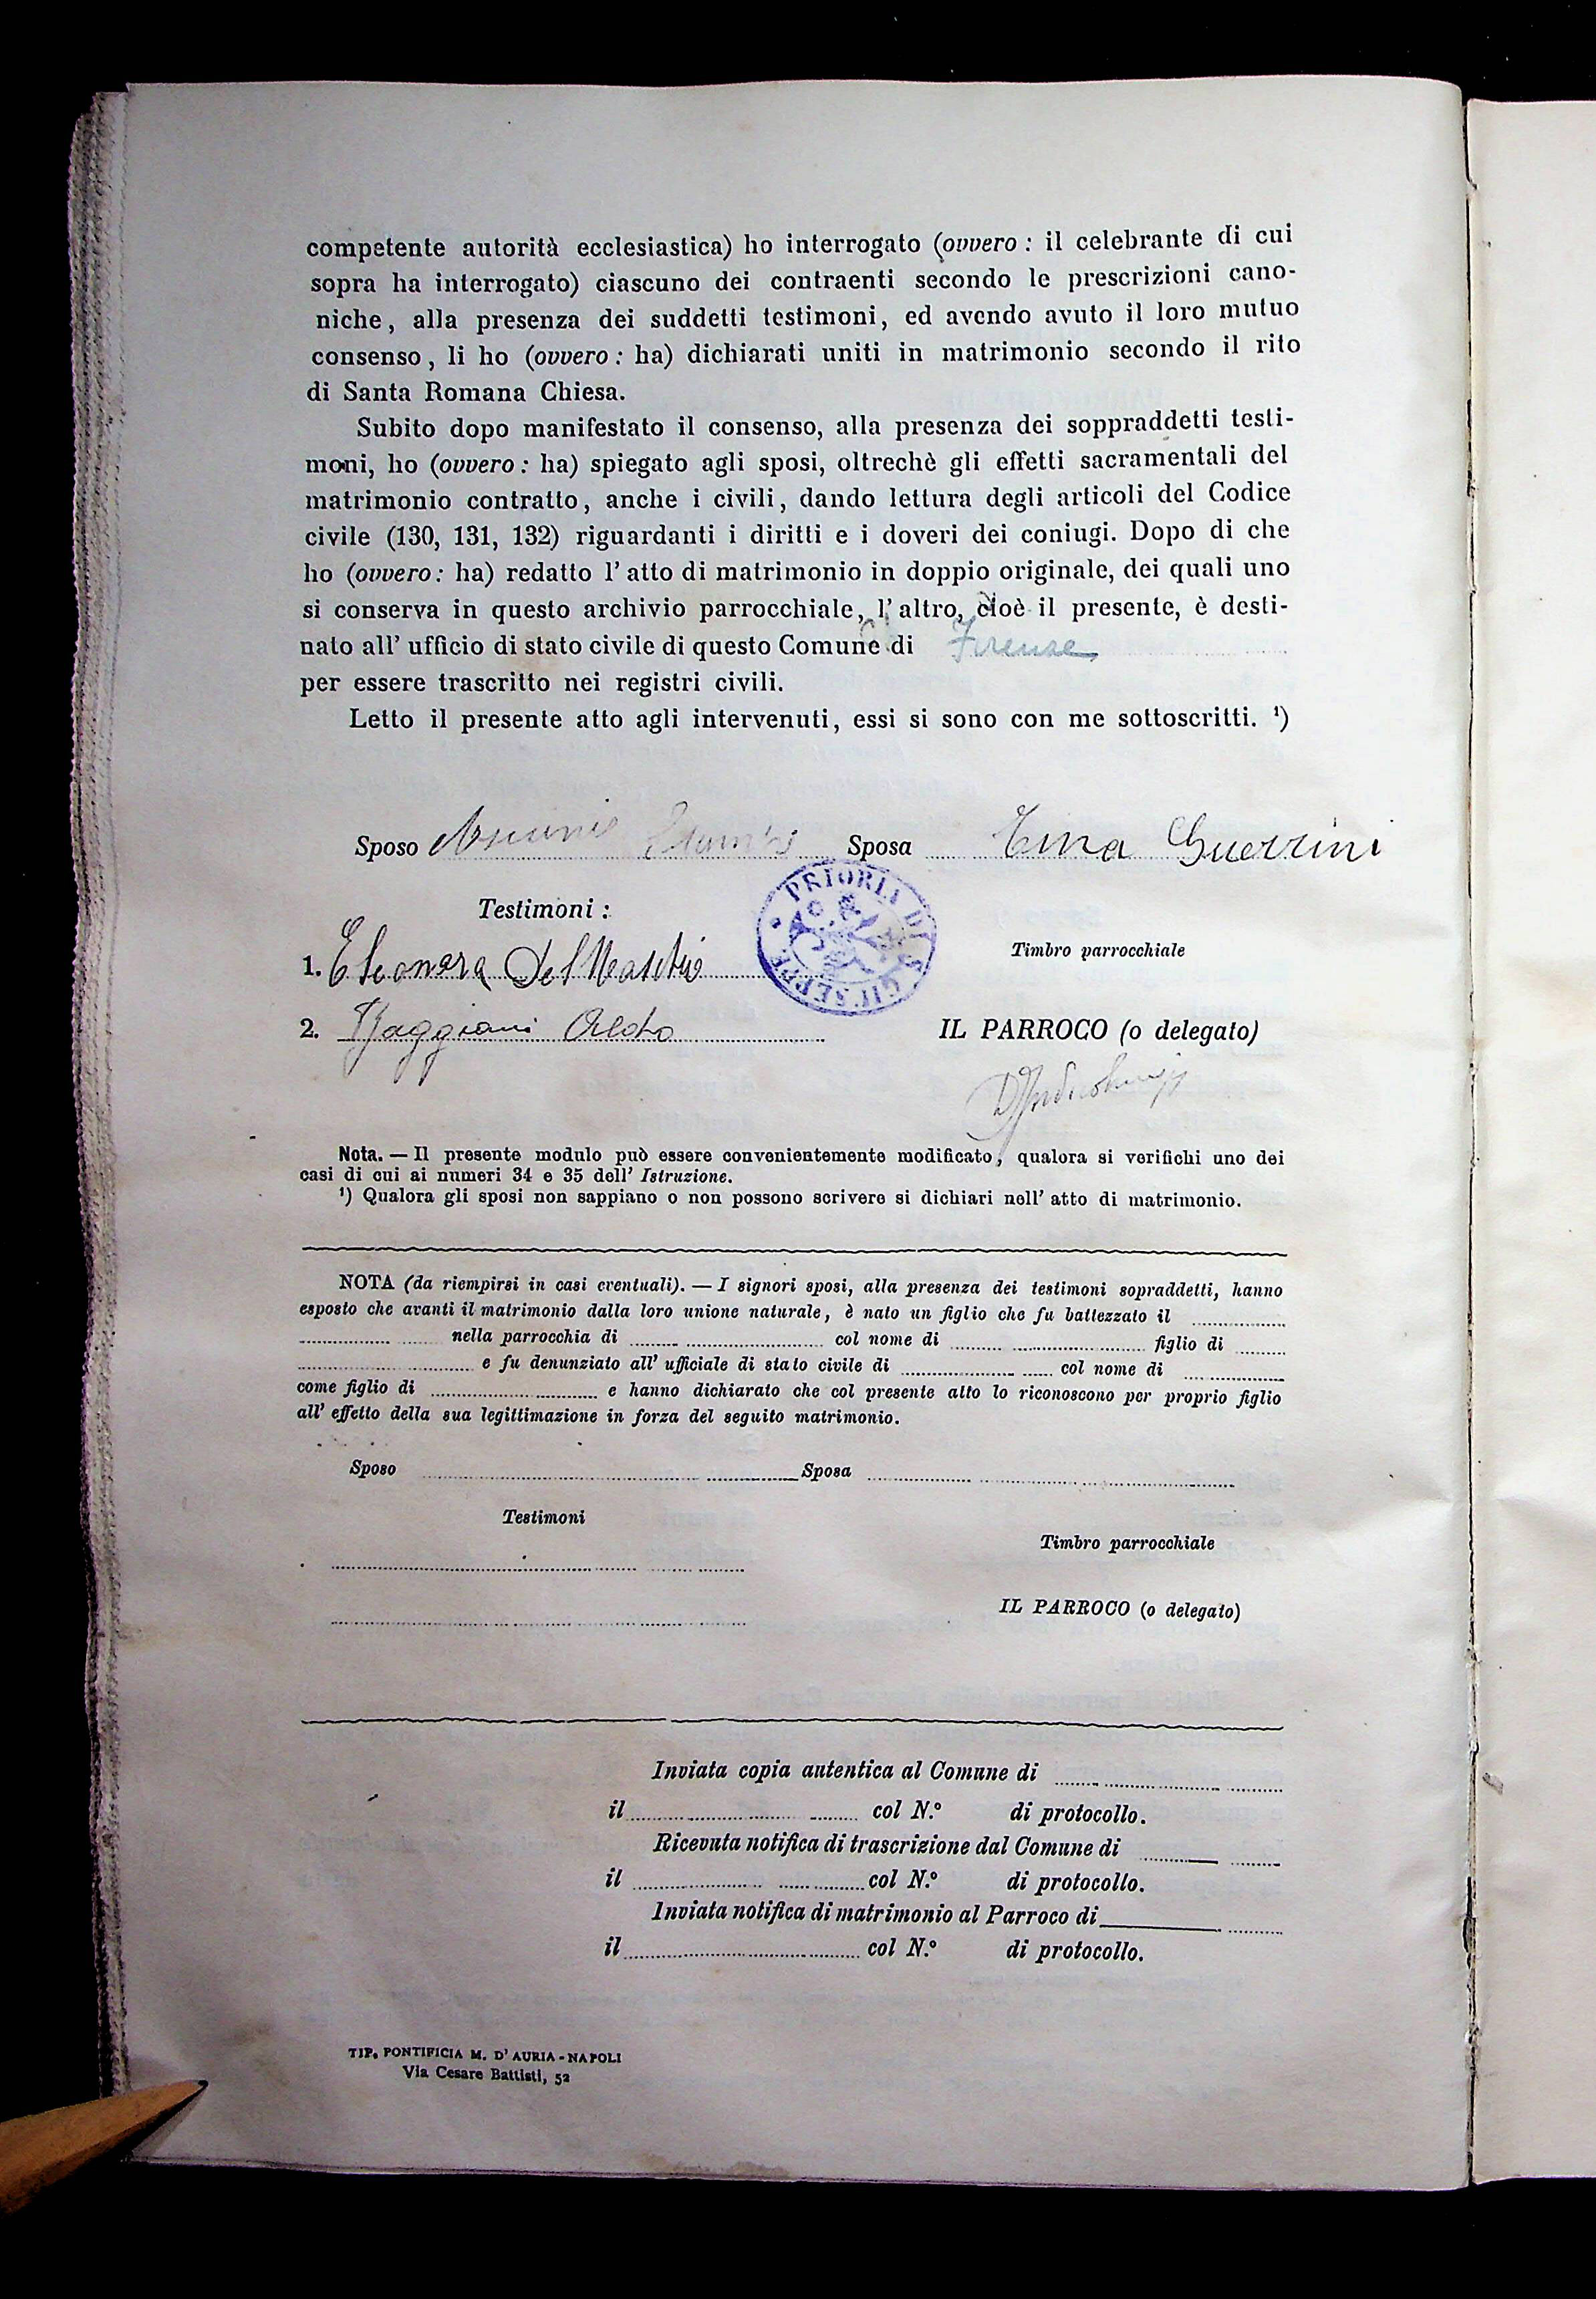 competente autorità ecclesiastica) ho interrogato (ovvero : il celebrante di cui
sopra ha interrogato) ciascuno dei contraenti secondo le prescrizioni cano-
niche, alla presenza dei suddetti testimoni, ed avendo avuto il loro mutuo
consenso, li ho (ovvero : ha) dichiarati uniti in matrimonio secondo il rito
di Santa Romana Chiesa.
Subito dopo manifestato il consenso, alla presenza dei soppraddetti testi-
moni, ho (ovvero : ha) spiegato agli sposi, oltrechè gli effetti sacramentali del
matrimonio contratto, anche i civili, dando lettura degli articoli del Codice
civile (130, 131, 132) riguardanti i diritti e i doveri dei coniugi. Dopo di che
ho (ovvero : ha) redatto l' atto di matrimonio in doppio originale, dei quali uno
si conserva in questo archivio parrocchiale, l' altro, cioè il presente, è desti-
nato all' ufficio di stato civile di questo Comune di Firenze
per essere trascritto nei registri civili.
Letto il presente atto agli intervenuti, essi si sono con me sottoscritti. ¹)
Sposo Sposa Tina Guerrini
PRIORIA DI S. GIUSEPPE
Testimoni :
Timbro parrocchiale
1. Eleonora Del
2. Baggiani Aldo
IL PARROCO (o delegato)
Nota. — Il presente modulo può essere convenientemente modificato, qualora si verifichi uno dei
casi di cui ai numeri 34 e 35 dell' Istruzione.
¹) Qualora gli sposi non sappiano o non possono scrivere si dichiari nell' atto di matrimonio.
NOTA (da riempirsi in casi eventuali). — I signori sposi, alla presenza dei testimoni sopraddetti, hanno
esposto che avanti il matrimonio dalla loro unione naturale, è nato un figlio che fu battezzato il
nella parrocchia di col nome di figlio di
e fu denunziato all' ufficiale di stato civile di col nome di
come figlio di e hanno dichiarato che col presente atto lo riconoscono per proprio figlio
all' effetto della sua legittimazione in forza del seguito matrimonio.
Sposo Sposa
Testimoni
Timbro parrocchiale
IL PARROCO (o delegato)
Inviata copia autentica al Comune di
il col N.º di protocollo.
Ricevuta notifica di trascrizione dal Comune di
il col N.º di protocollo.
Inviata notifica di matrimonio al Parroco di
il col N.º di protocollo.
TIP. PONTIFICIA M. D' AURIA - NAPOLI
Via Cesare Battisti, 52